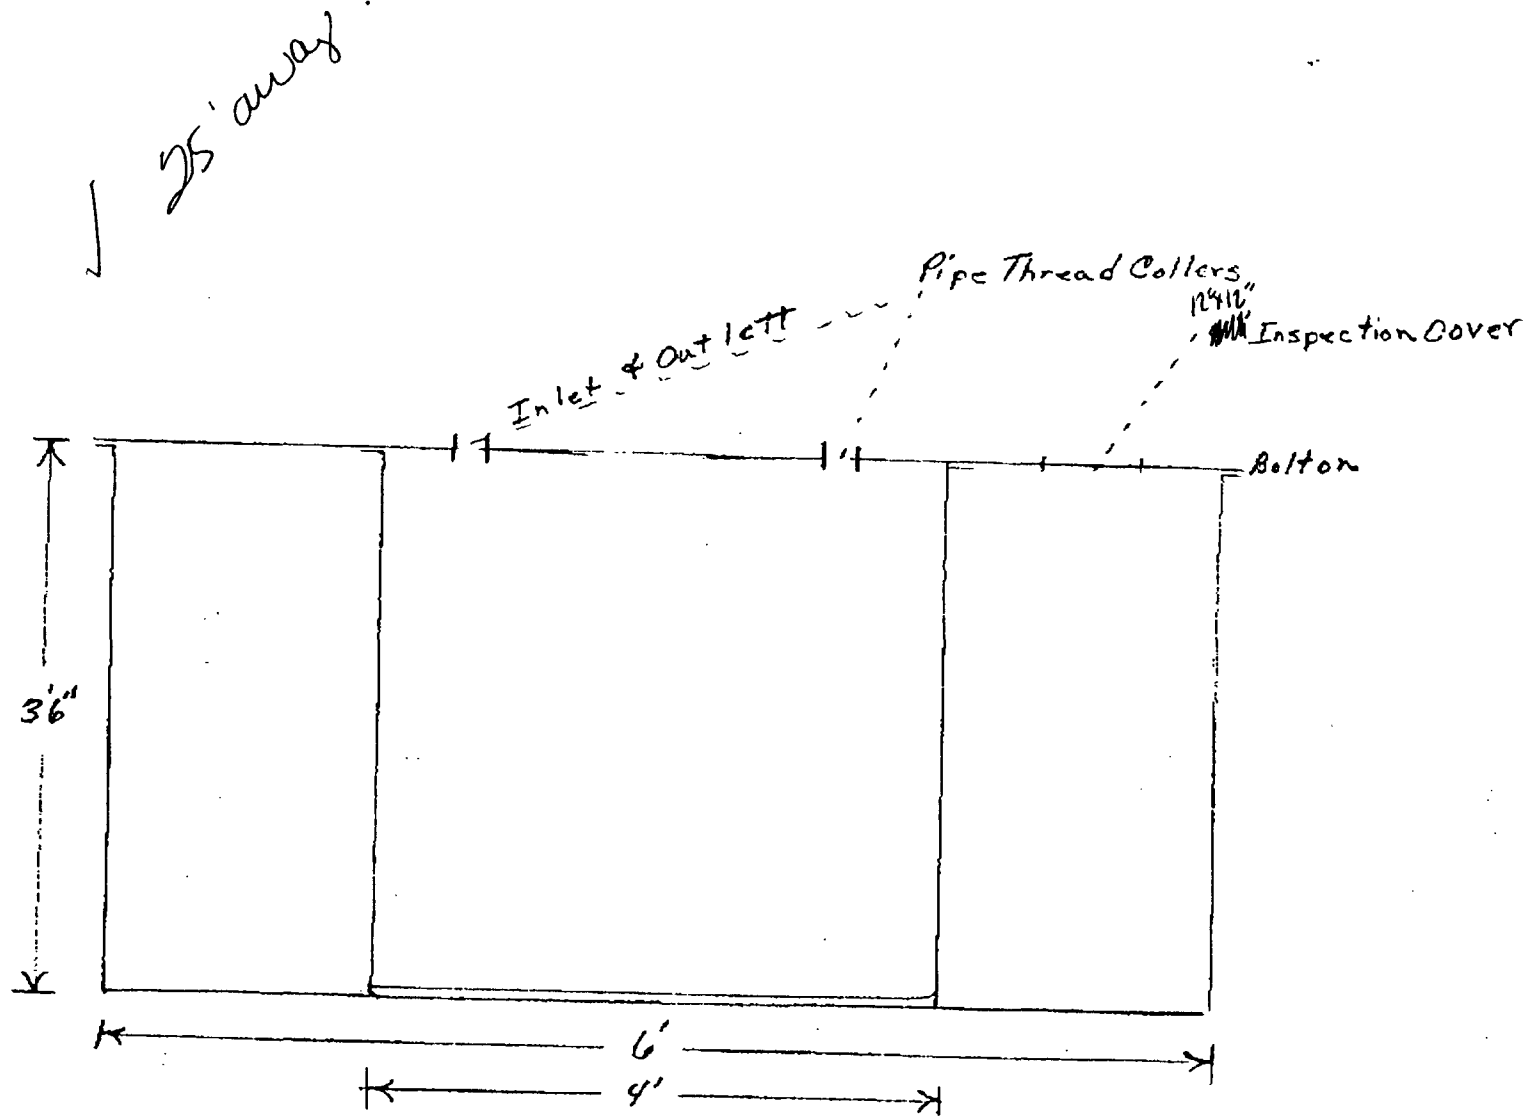 25' away
Pipe Thread Collers
12"x12"
Inspection Cover
Inlet & Outlett
Bolton
3'6"
6'
4'